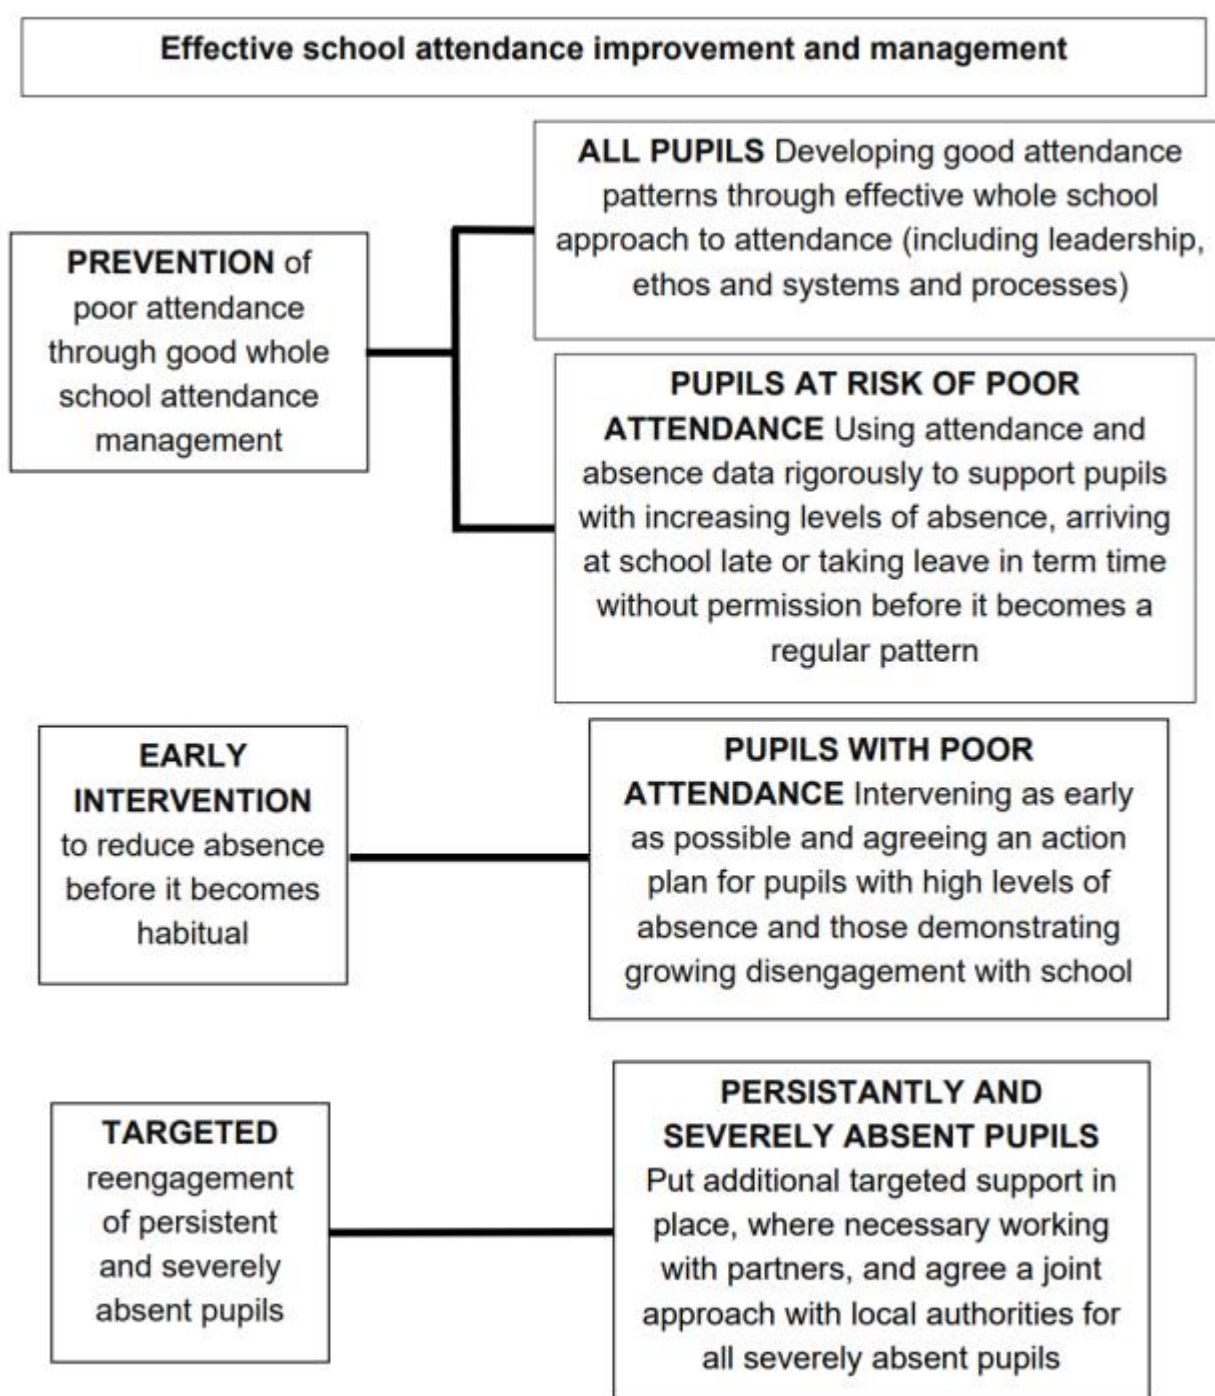 Effective school attendance improvement and management
PREVENTION of
poor attendance
through good whole
school attendance
management
ALL PUPILS Developing good attendance
patterns through effective whole school
approach to attendance (including leadership,
ethos and systems and processes)
PUPILS AT RISK OF POOR
ATTENDANCE Using attendance and
absence data rigorously to support pupils
with increasing levels of absence, arriving
at school late or taking leave in term time
without permission before it becomes a
regular pattern
EARLY
INTERVENTION
to reduce absence
before it becomes
habitual
PUPILS WITH POOR
ATTENDANCE Intervening as early
as possible and agreeing an action
plan for pupils with high levels of
absence and those demonstrating
growing disengagement with school
TARGETED
reengagement
of persistent
and severely
absent pupils
PERSISTANTLY AND
SEVERELY ABSENT PUPILS
Put additional targeted support in
place, where necessary working
with partners, and agree a joint
approach with local authorities for
all severely absent pupils